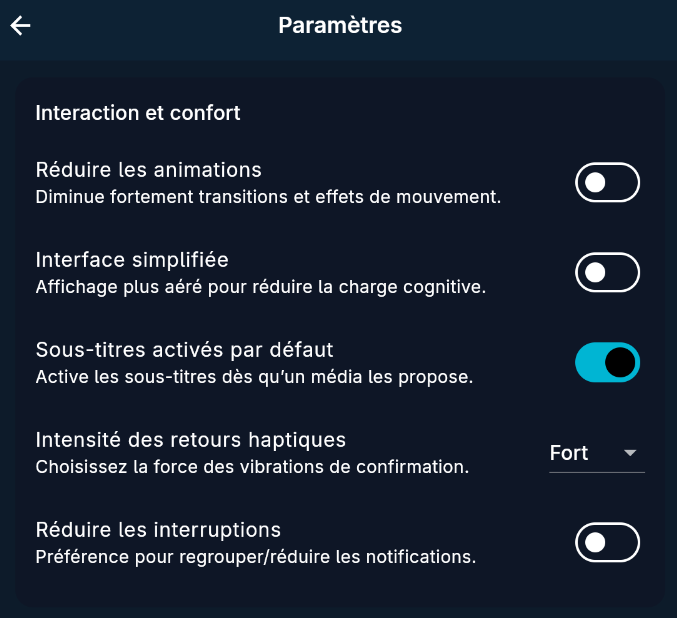 Paramètres
Interaction et confort
Réduire les animations
Diminue fortement transitions et effets de mouvement.
Interface simplifiée
Affichage plus aéré pour réduire la charge cognitive.
Sous-titres activés par défaut
Active les sous-titres dès qu’un média les propose.
Intensité des retours haptiques
Choisissez la force des vibrations de confirmation.
Fort
Réduire les interruptions
Préférence pour regrouper/réduire les notifications.